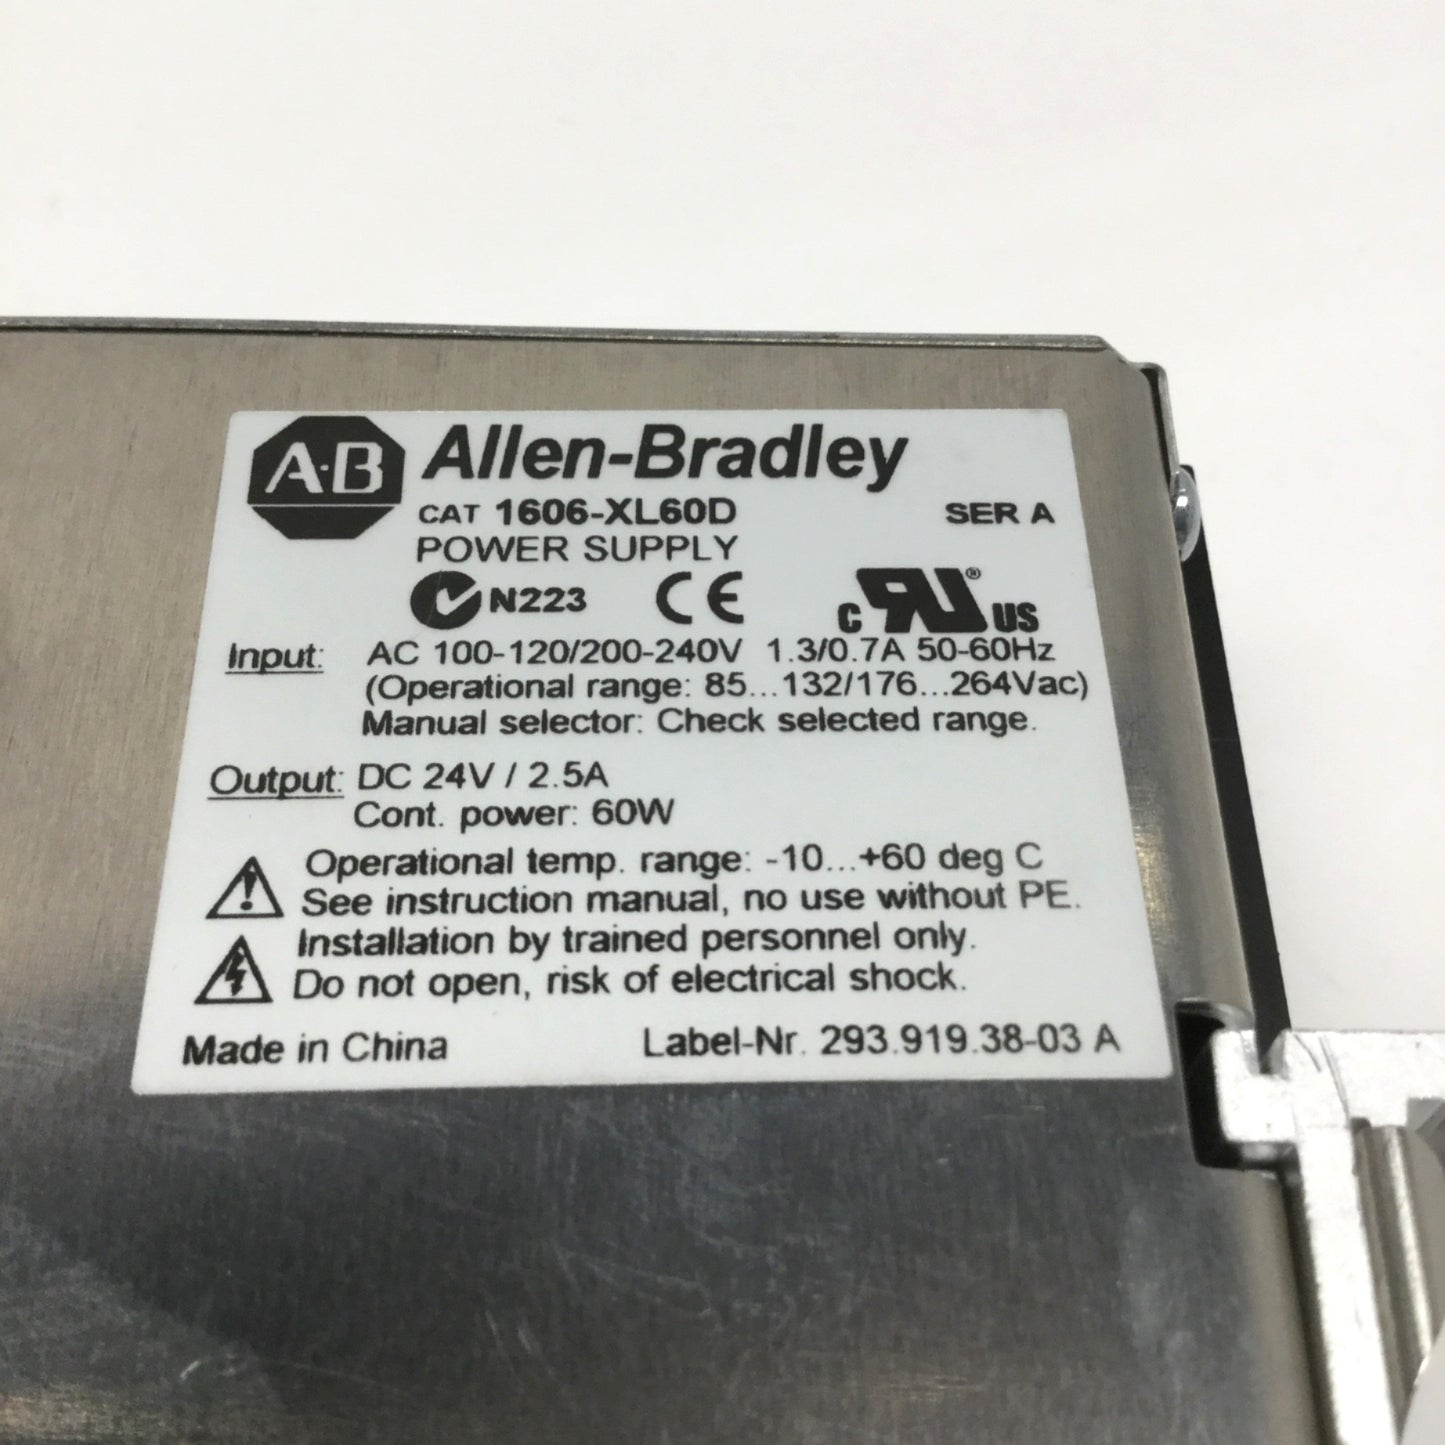 A·B Allen-Bradley
CAT 1606-XL60D SER A
POWER SUPPLY
N223 CE c RU ® US
Input: AC 100-120/200-240V 1.3/0.7A 50-60Hz
(Operational range: 85...132/176...264Vac)
Manual selector: Check selected range.
Output: DC 24V / 2.5A
Cont. power: 60W
Operational temp. range: -10...+60 deg C
See instruction manual, no use without PE.
Installation by trained personnel only.
Do not open, risk of electrical shock.
Made in China Label-Nr. 293.919.38-03 A